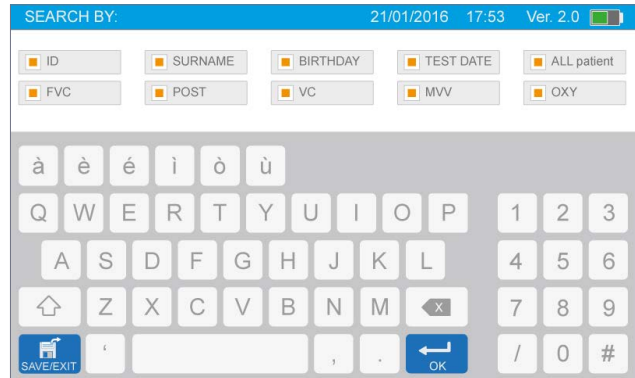 SEARCH BY: 21/01/2016 17:53 Ver. 2.0
ID SURNAME BIRTHDAY TEST DATE ALL patient
FVC POST VC MVV OXY
à è é ì ò ù
Q W E R T Y U I O P 1 2 3
A S D F G H J K L 4 5 6
Z X C V B N M X 7 8 9
SAVE/EXIT ‘ , . OK / 0 #